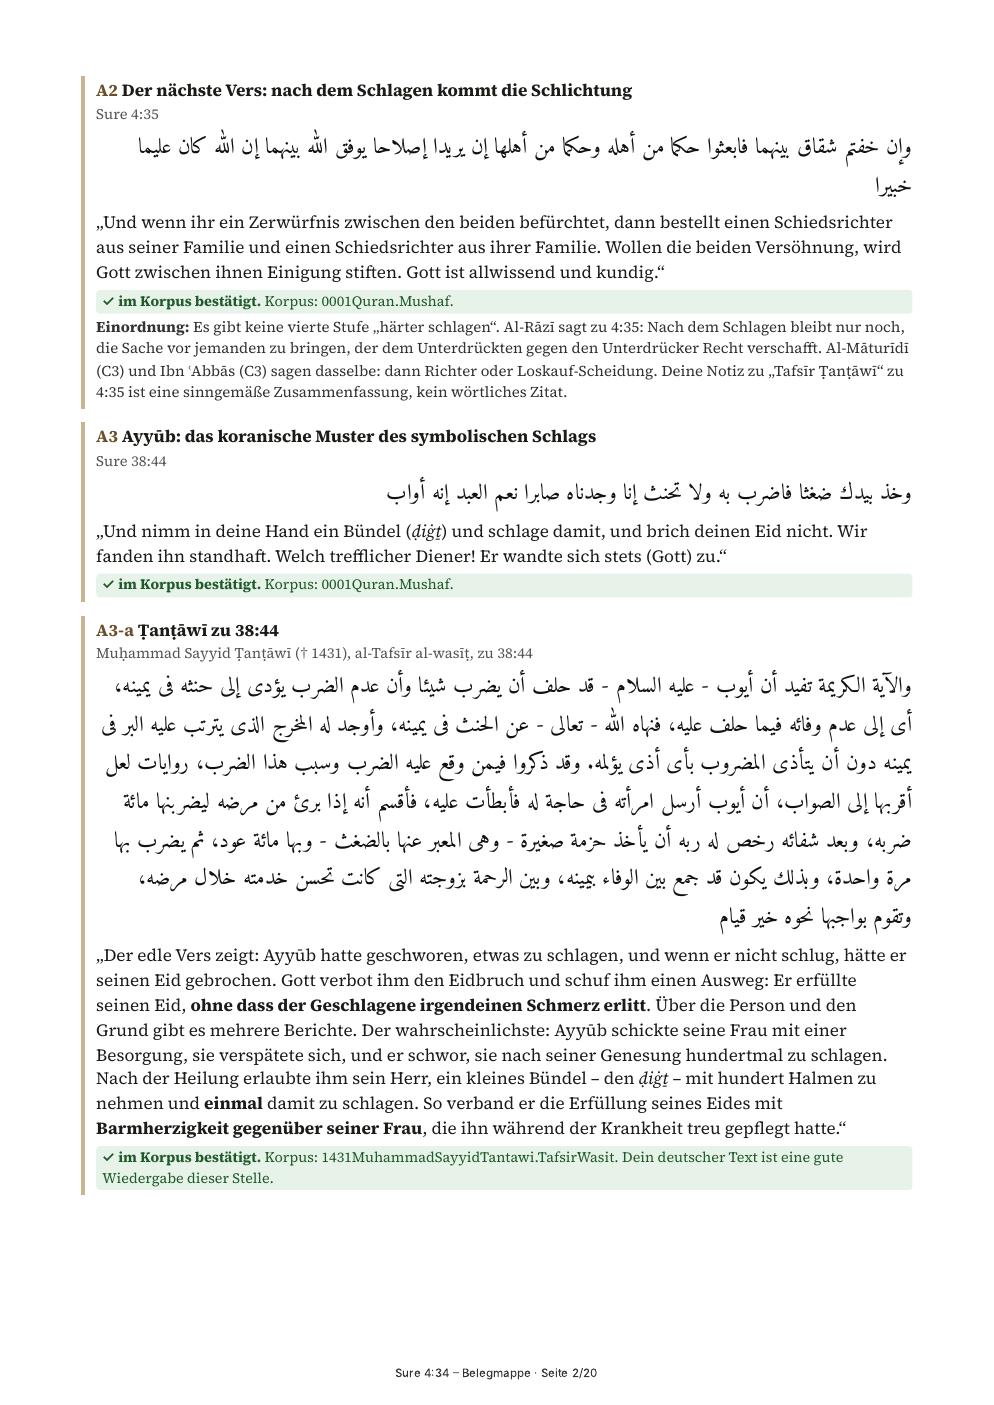 A2 Der nächste Vers: nach dem Schlagen kommt die Schlichtung
Sure 4:35
وإن خفتم شقاق بينهما فابعثوا حكما من أهله وحكما من أهلها إن يريدا إصلاحا يوفق الله بينهما إن الله كان عليما
خبيرا
„Und wenn ihr ein Zerwürfnis zwischen den beiden befürchtet, dann bestellt einen Schiedsrichter
aus seiner Familie und einen Schiedsrichter aus ihrer Familie. Wollen die beiden Versöhnung, wird
Gott zwischen ihnen Einigung stiften. Gott ist allwissend und kundig.“
✓ im Korpus bestätigt. Korpus: 0001Quran.Mushaf.
Einordnung: Es gibt keine vierte Stufe „härter schlagen“. Al-Rāzī sagt zu 4:35: Nach dem Schlagen bleibt nur noch,
die Sache vor jemanden zu bringen, der dem Unterdrückten gegen den Unterdrücker Recht verschafft. Al-Māturīdī
(C3) und Ibn ʿAbbās (C3) sagen dasselbe: dann Richter oder Loskauf-Scheidung. Deine Notiz zu „Tafsīr Ṭanṭāwī“ zu
4:35 ist eine sinngemäße Zusammenfassung, kein wörtliches Zitat.
A3 Ayyūb: das koranische Muster des symbolischen Schlags
Sure 38:44
وخذ بيدك ضغثا فاضرب به ولا تحنث إنا وجدناه صابرا نعم العبد إنه أواب
„Und nimm in deine Hand ein Bündel (ḍiġṯ) und schlage damit, und brich deinen Eid nicht. Wir
fanden ihn standhaft. Welch trefflicher Diener! Er wandte sich stets (Gott) zu.“
✓ im Korpus bestätigt. Korpus: 0001Quran.Mushaf.
A3-a Ṭanṭāwī zu 38:44
Muḥammad Sayyid Ṭanṭāwī († 1431), al-Tafsīr al-wasīṭ, zu 38:44
والآية الكريمة تفيد أن أيوب - عليه السلام - قد حلف أن يضرب شيئا وأن عدم الضرب يؤدى إلى حنثه فى يمينه،
أى إلى عدم وفائه فيما حلف عليه، فنهاه الله - تعالى - عن الحنث فى يمينه، وأوجد له المخرج الذى يترتب عليه البر فى
يمينه دون أن يتأذى المضروب بأى أذى يؤلمه. وقد ذكروا فيمن وقع عليه الضرب وسبب هذا الضرب، روايات لعل
أقربها إلى الصواب، أن أيوب أرسل امرأته فى حاجة له فأبطأت عليه، فأقسم أنه إذا برئ من مرضه ليضربنها مائة
ضربه، وبعد شفائه رخص له ربه أن يأخذ حزمة صغيرة - وهى المعبر عنها بالضغث - وبها مائة عود، ثم يضرب بها
مرة واحدة، وبذلك يكون قد جمع بين الوفاء بيمينه، وبين الرحمة بزوجته التى كانت تحسن خدمته خلال مرضه،
وتقوم بواجبها نحوه خير قيام
„Der edle Vers zeigt: Ayyūb hatte geschworen, etwas zu schlagen, und wenn er nicht schlug, hätte er
seinen Eid gebrochen. Gott verbot ihm den Eidbruch und schuf ihm einen Ausweg: Er erfüllte
seinen Eid, ohne dass der Geschlagene irgendeinen Schmerz erlitt. Über die Person und den
Grund gibt es mehrere Berichte. Der wahrscheinlichste: Ayyūb schickte seine Frau mit einer
Besorgung, sie verspätete sich, und er schwor, sie nach seiner Genesung hundertmal zu schlagen.
Nach der Heilung erlaubte ihm sein Herr, ein kleines Bündel – den ḍiġṯ – mit hundert Halmen zu
nehmen und einmal damit zu schlagen. So verband er die Erfüllung seines Eides mit
Barmherzigkeit gegenüber seiner Frau, die ihn während der Krankheit treu gepflegt hatte.“
✓ im Korpus bestätigt. Korpus: 1431MuhammadSayyidTantawi.TafsirWasit. Dein deutscher Text ist eine gute
Wiedergabe dieser Stelle.
Sure 4:34 – Belegmappe · Seite 2/20